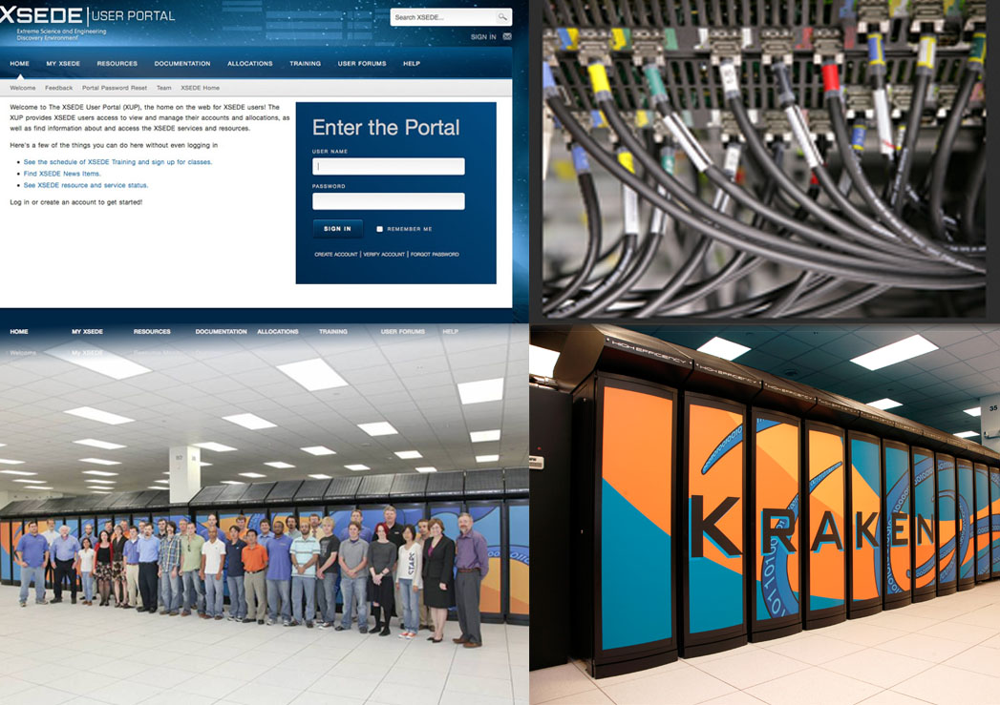 XSEDE USER PORTAL
Extreme Science and Engineering
Discovery Environment
Search XSEDE...
SIGN IN
HOME MY XSEDE RESOURCES DOCUMENTATION ALLOCATIONS TRAINING USER FORUMS HELP
Welcome Feedback Portal Password Reset Team XSEDE Home
Welcome to The XSEDE User Portal (XUP), the home on the web for XSEDE users! The
XUP provides XSEDE users access to view and manage their accounts and allocations, as
well as find information about and access the XSEDE services and resources.
Here's a few of the things you can do here without even logging in
• See the schedule of XSEDE Training and sign up for classes.
• Find XSEDE News Items.
• See XSEDE resource and service status.
Log in or create an account to get started!
Enter the Portal
USER NAME
PASSWORD
SIGN IN REMEMBER ME
CREATE ACCOUNT | VERIFY ACCOUNT | FORGOT PASSWORD
HOME MY XSEDE RESOURCES DOCUMENTATION ALLOCATIONS TRAINING USER FORUMS HELP
Welcome My XSEDE
STARS
HIGH EFFICIENCY
HIGH EFFICIENCY
35
KRAKEN